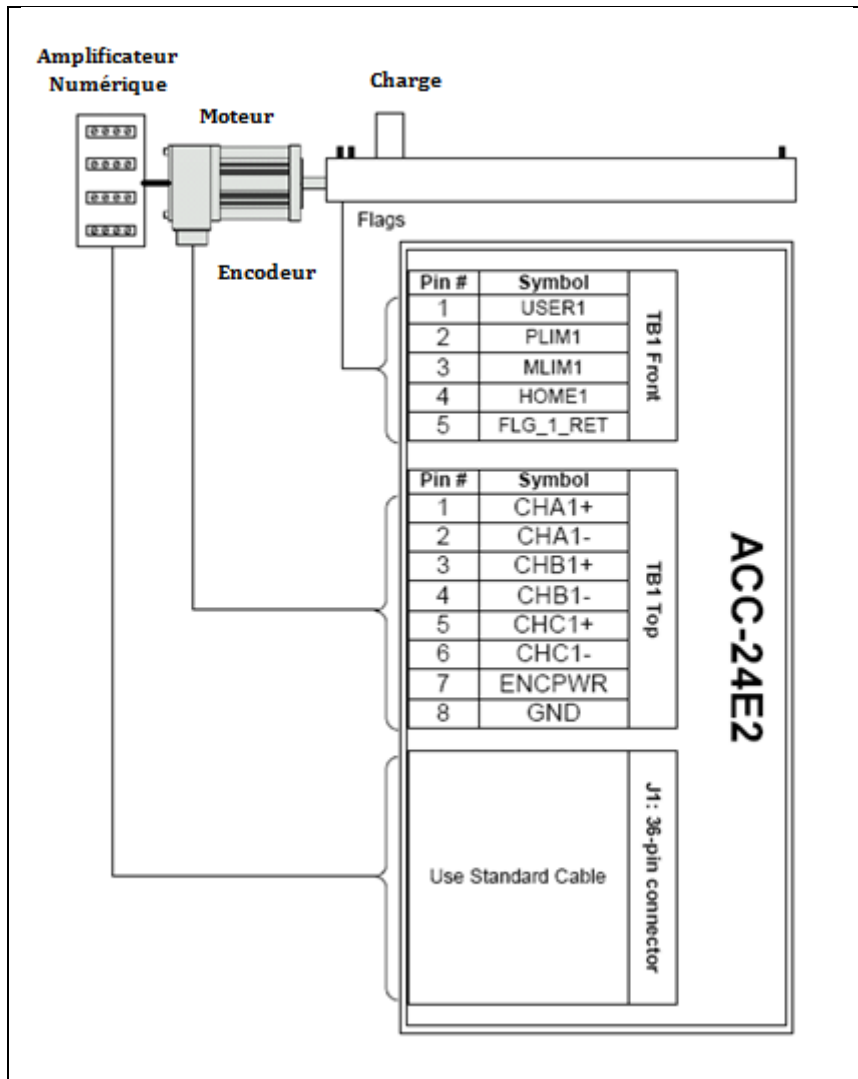 Amplificateur
Numérique
Charge
Moteur
Flags
Encodeur
Pin # Symbol
1 USER1
2 PLIM1
3 MLIM1
4 HOME1
5 FLG_1_RET
TB1 Front
Pin # Symbol
1 CHA1+
2 CHA1-
3 CHB1+
4 CHB1-
5 CHC1+
6 CHC1-
7 ENCPWR
8 GND
TB1 Top
ACC-24E2
Use Standard Cable
J1: 36-pin connector